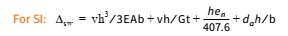 For SI: Δsw = vh³/3EAb + vh/Gt + heₙ/407.6 + dₐh/b